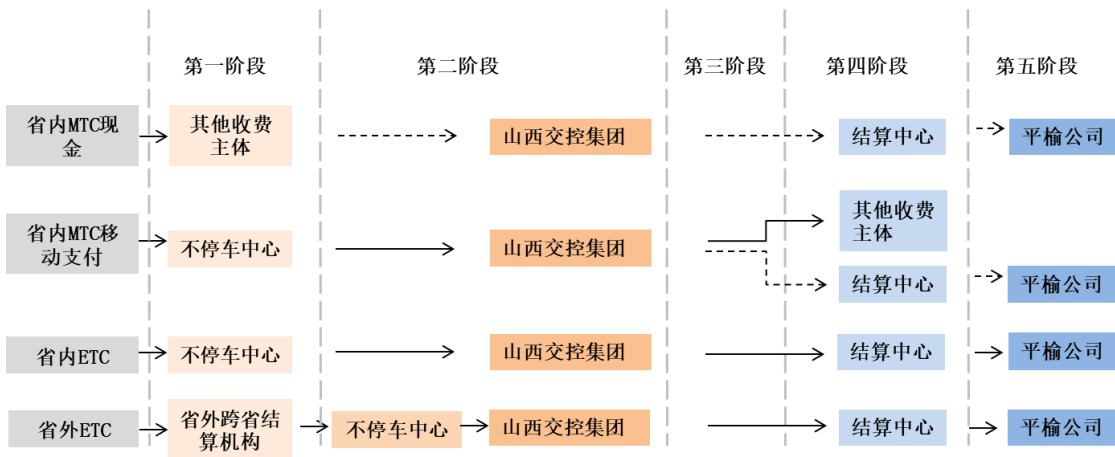 第一阶段
第二阶段
第三阶段
第四阶段
第五阶段
省内MTC现
金
其他收费
主体
山西交控集团
结算中心
平榆公司
省内MTC移
动支付
不停车中心
山西交控集团
其他收费
主体
结算中心
平榆公司
省内ETC
不停车中心
山西交控集团
结算中心
平榆公司
省外ETC
省外跨省结
算机构
不停车中心
山西交控集团
结算中心
平榆公司